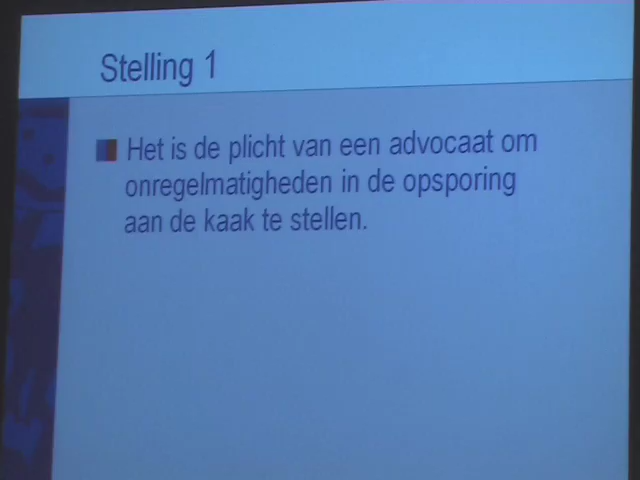 Stelling 1
Het is de plicht van een advocaat om
onregelmatigheden in de opsporing
aan de kaak te stellen.